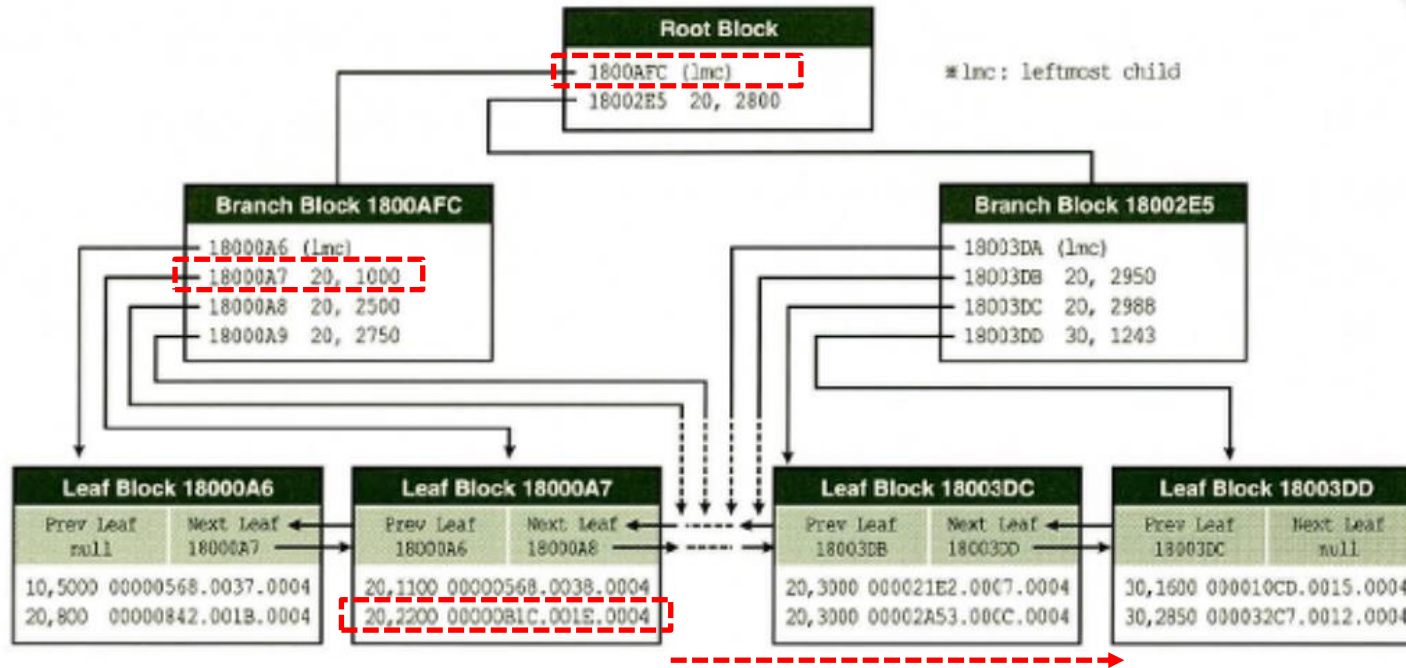 Root Block
1800AFC (lmc)
18002E5 20, 2800
※lmc: leftmost child
Branch Block 1800AFC
18000A6 (lmc)
18000A7 20, 1000
18000A8 20, 2500
18000A9 20, 2750
Branch Block 18002E5
18003DA (lmc)
18003DB 20, 2950
18003DC 20, 2988
18003DD 30, 1243
Leaf Block 18000A6
Prev Leaf Next Leaf
null 18000A7
10,5000 00000568.0037.0004
20,800 00000842.001B.0004
Leaf Block 18000A7
Prev Leaf Next Leaf
18000A6 18000A8
20,1100 00000568.0038.0004
20,2200 00000B1C.001E.0004
Leaf Block 18003DC
Prev Leaf Next Leaf
18003DB 18003DD
20,3000 000021E2.00C7.0004
20,3000 00002A53.00CC.0004
Leaf Block 18003DD
Prev Leaf Next Leaf
18003DC null
30,1600 000010CD.0015.0004
30,2850 000032C7.0012.0004